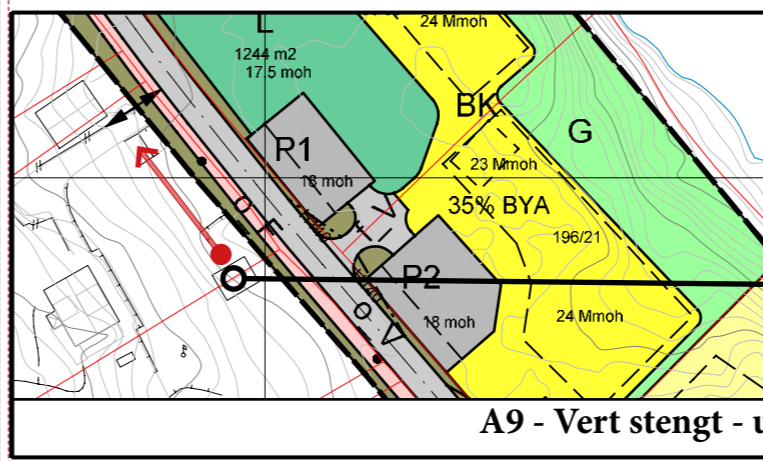 24 Mmoh
L
1244 m2
17.5 moh
BK
G
P1
18 moh
23 Mmoh
35% BYA
196/21
V
o
F
P2
18 moh
24 Mmoh
o
V
A9 - Vert stengt - u